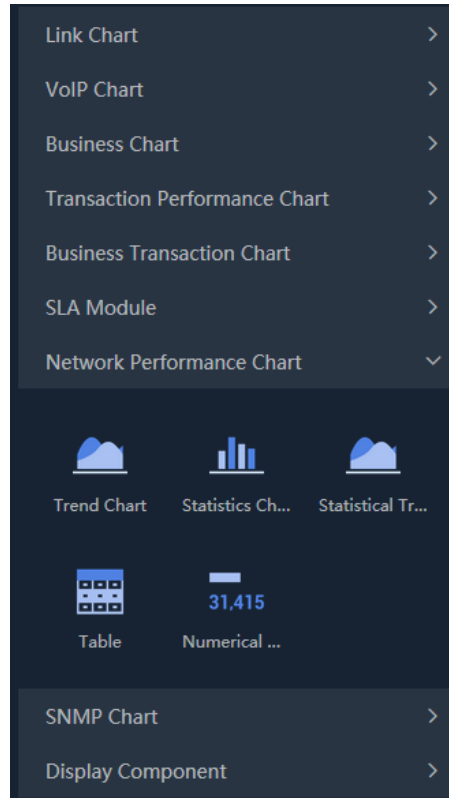 Link Chart
VoIP Chart
Business Chart
Transaction Performance Chart
Business Transaction Chart
SLA Module
Network Performance Chart
Trend Chart
Statistics Ch...
Statistical Tr...
31,415
Table
Numerical ...
SNMP Chart
Display Component